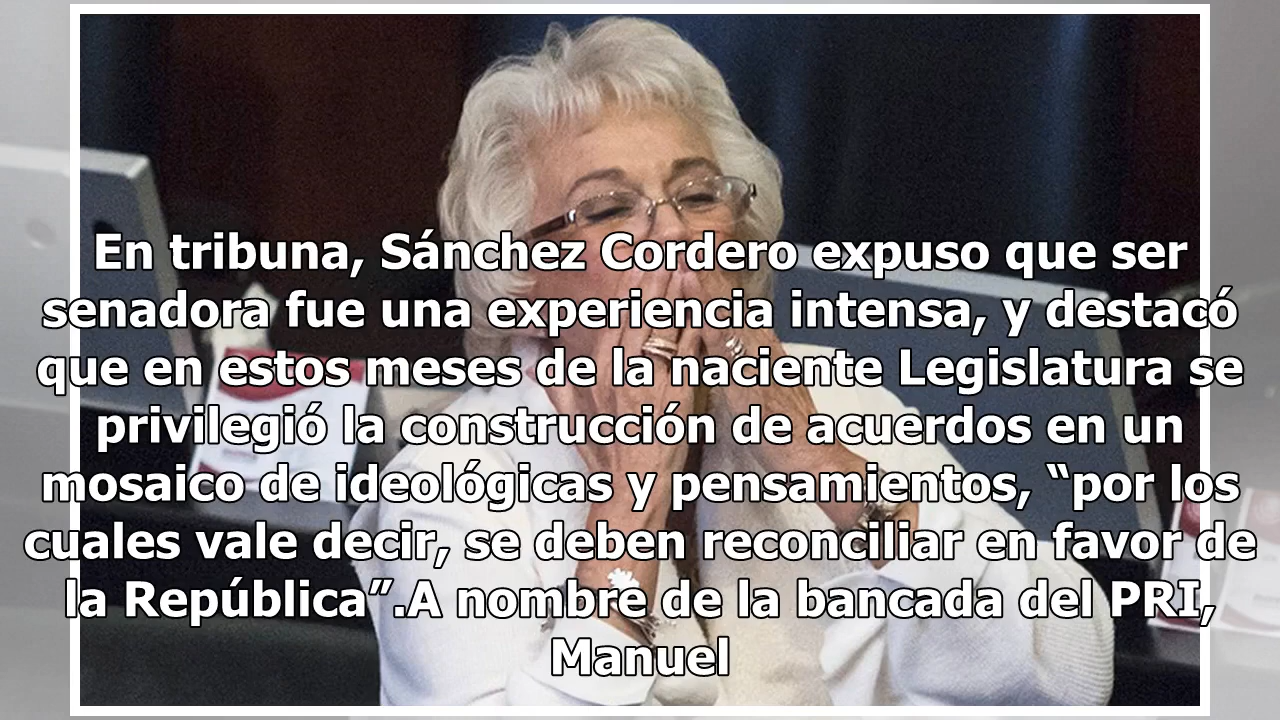 En tribuna, Sánchez Cordero expuso que ser
senadora fue una experiencia intensa, y destacó
que en estos meses de la naciente Legislatura se
privilegió la construcción de acuerdos en un
mosaico de ideológicas y pensamientos, “por los
cuales vale decir, se deben reconciliar en favor de
la República”.A nombre de la bancada del PRI,
Manuel